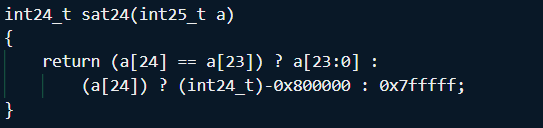 int24_t sat24(int25_t a)
{
return (a[24] == a[23]) ? a[23:0] :
(a[24]) ? (int24_t)-0x800000 : 0x7fffff;
}